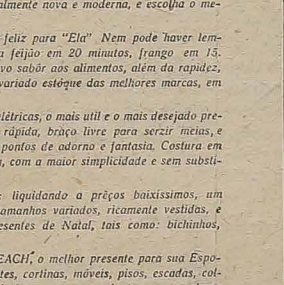 almente nova e moderna, e escolha o me-
feliz para "Ela" Nem pode haver lem-
a feijão em 20 minutos, frango em 15.
vo sabôr aos alimentos, além da rapidez,
variado estóque das melhores marcas, em
létricas, o mais util e o mais desejado pre-
rápida, braço livre para serzir meias, e
pontos de adorno e fantasia. Costura em
, com a maior simplicidade e sem substi-
liquidando a prêços baixissimos, um
amanhos variados, ricamente vestidas, e
esentes de Natal, tais como: bichinhos,
EACH, o melhor presente para sua Espo-
tes, cortinas, móveis, pisos, escadas, col-